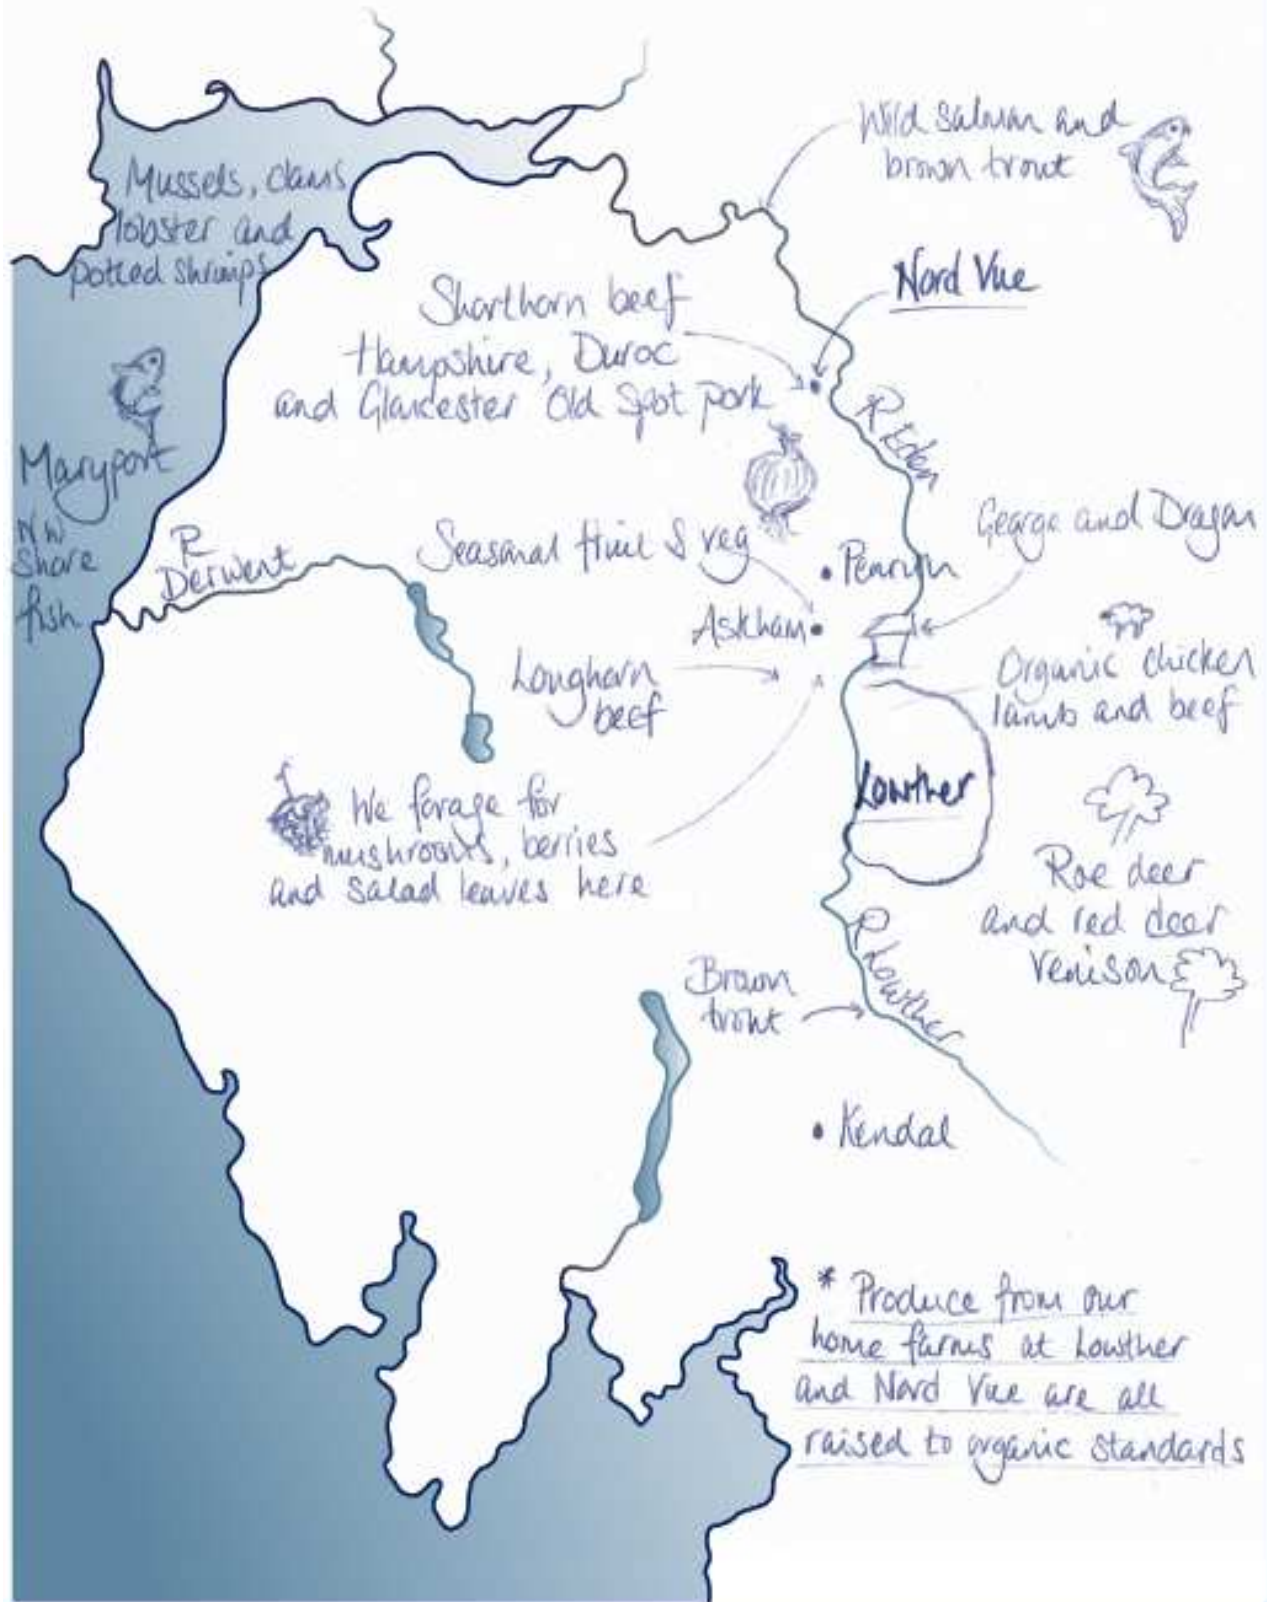 Wild salmon and
brown trout
Mussels, clams
lobster and
potted shrimps
Nord Vue
Shorthorn beef
Hampshire, Duroc
and Gloucester Old Spot pork
R Eden
Maryport
NW
Shore
fish
R
Derwent
Seasonal fruit & veg
George and Dragon
• Penrith
Askham •
Organic chicken
lamb and beef
Longhorn
beef
Lowther
We forage for
mushrooms, berries
and salad leaves here
Roe deer
and red deer
venison
R Lowther
Brown
trout
• Kendal
* Produce from our
home farms at Lowther
and Nord Vue are all
raised to organic standards